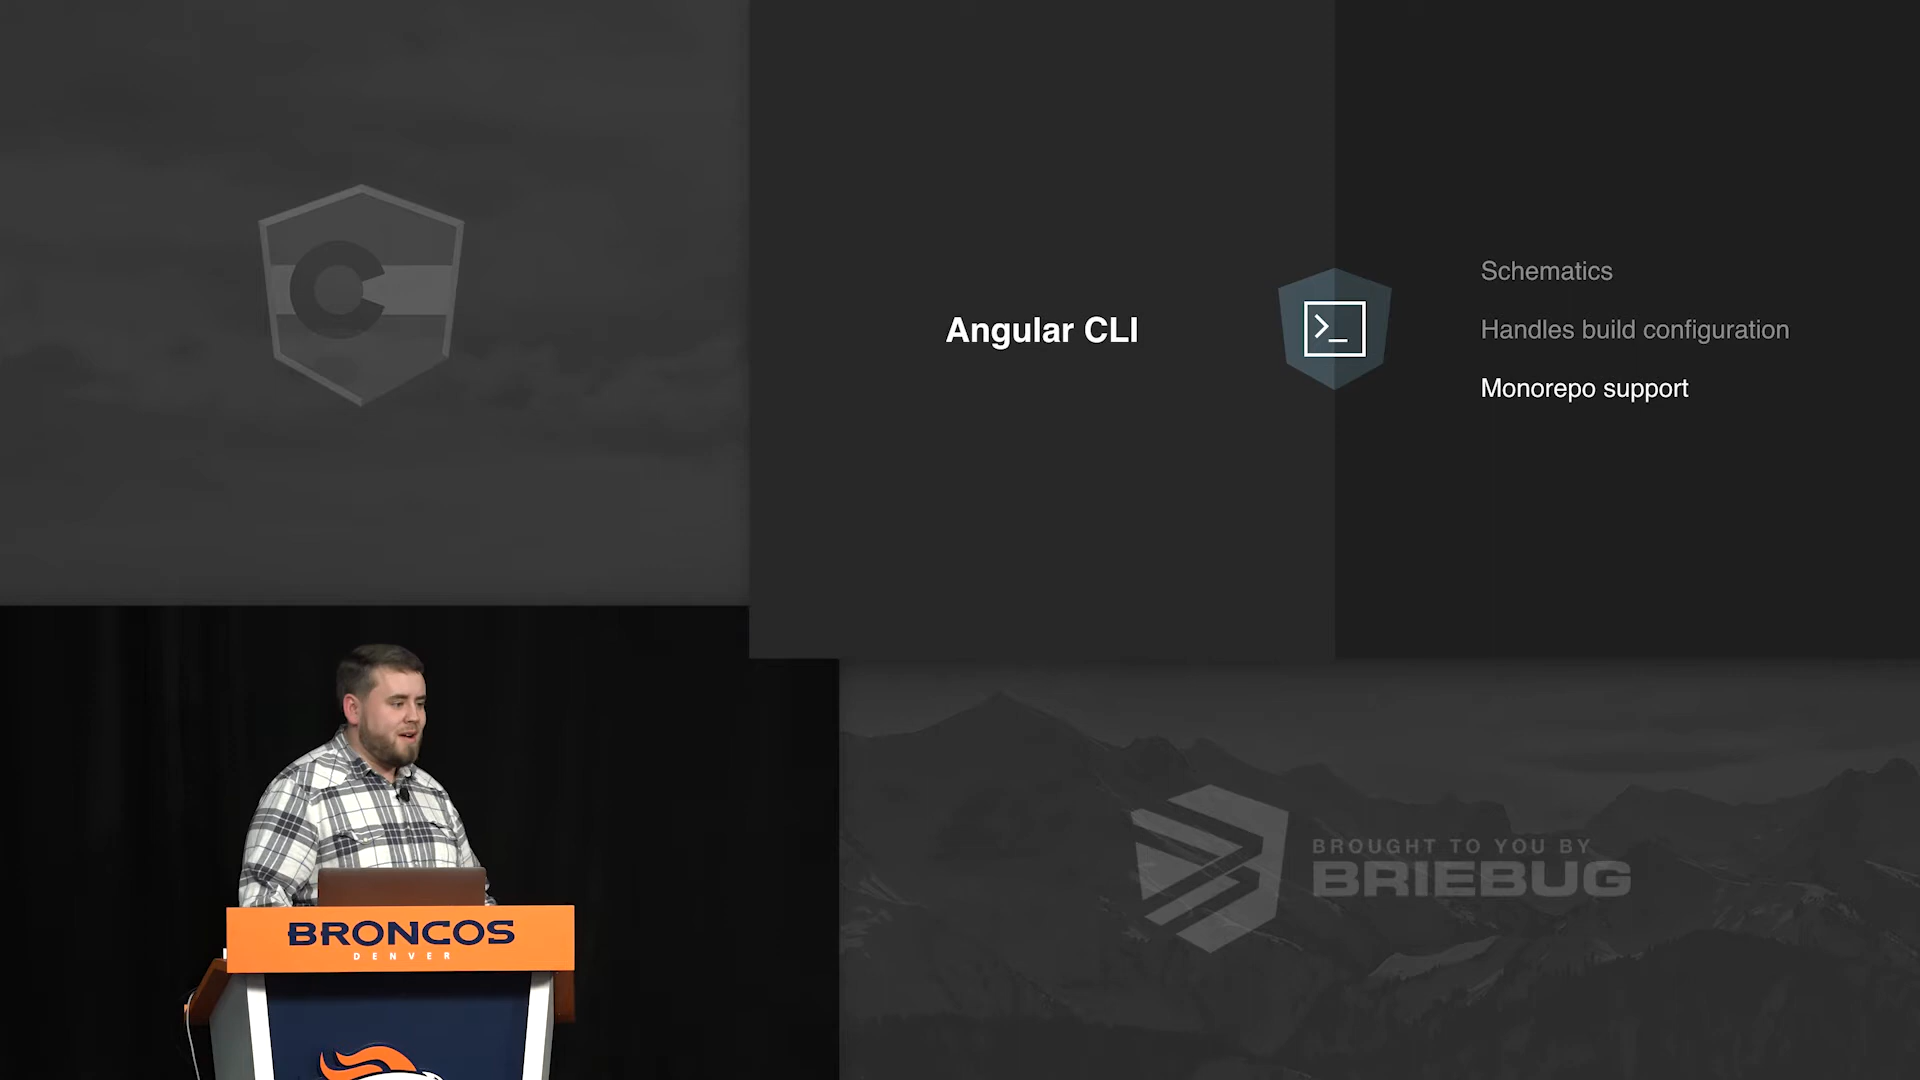 Angular CLI
Schematics
Handles build configuration
Monorepo support
BROUGHT TO YOU BY
BRIEBUG
BRONCOS
DENVER